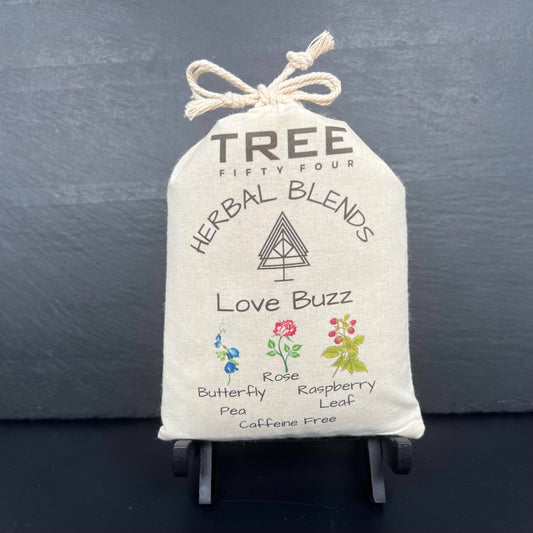 TREE
FIFTY FOUR
HERBAL BLENDS
Love Buzz
Butterfly Pea
Rose
Raspberry Leaf
Caffeine Free